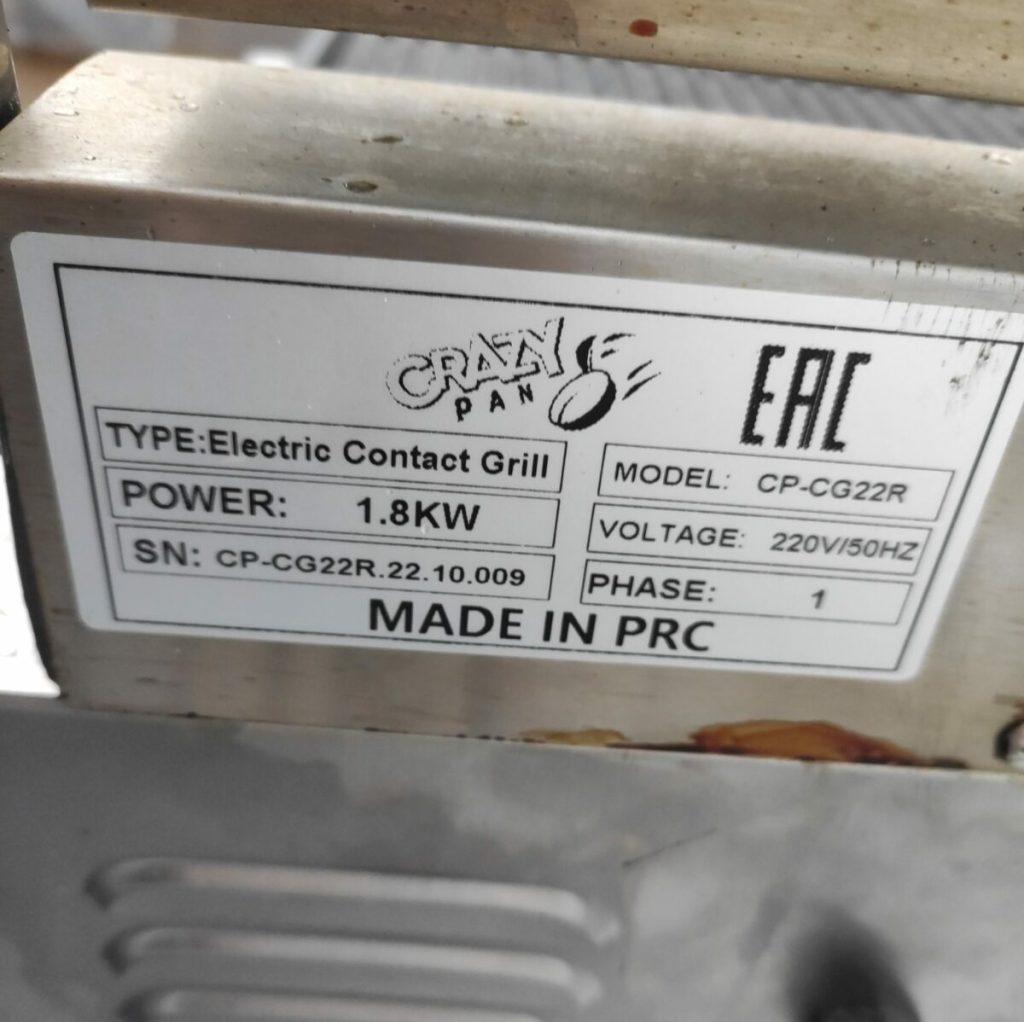 CRAZY
PAN
EAC
TYPE:Electric Contact Grill
MODEL: CP-CG22R
POWER: 1.8KW
VOLTAGE: 220V/50HZ
SN: CP-CG22R.22.10.009
PHASE: 1
MADE IN PRC